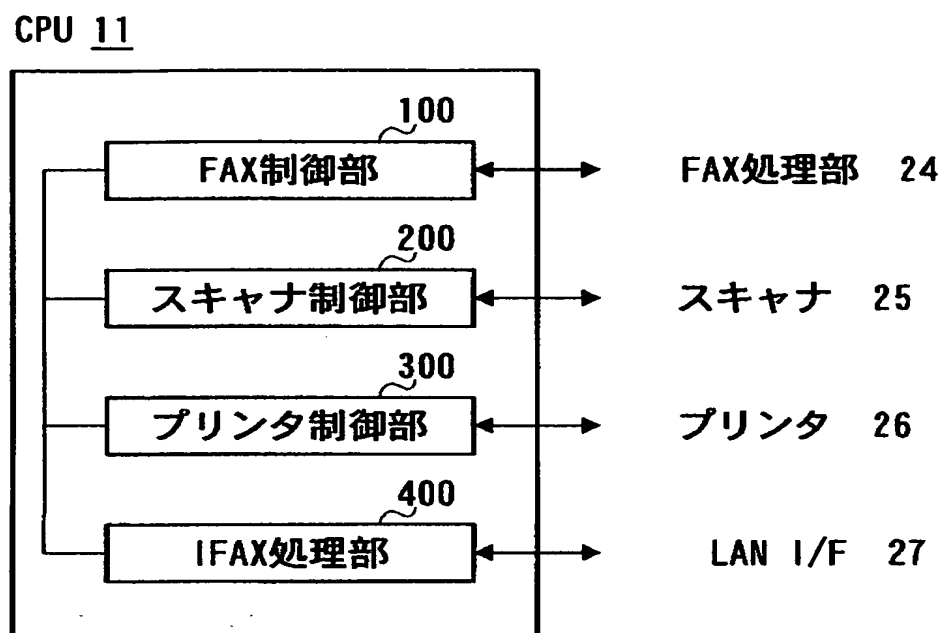 CPU 11
100
FAX制御部
FAX処理部 24
200
スキャナ制御部
スキャナ 25
300
プリンタ制御部
プリンタ 26
400
IFAX処理部
LAN I/F 27